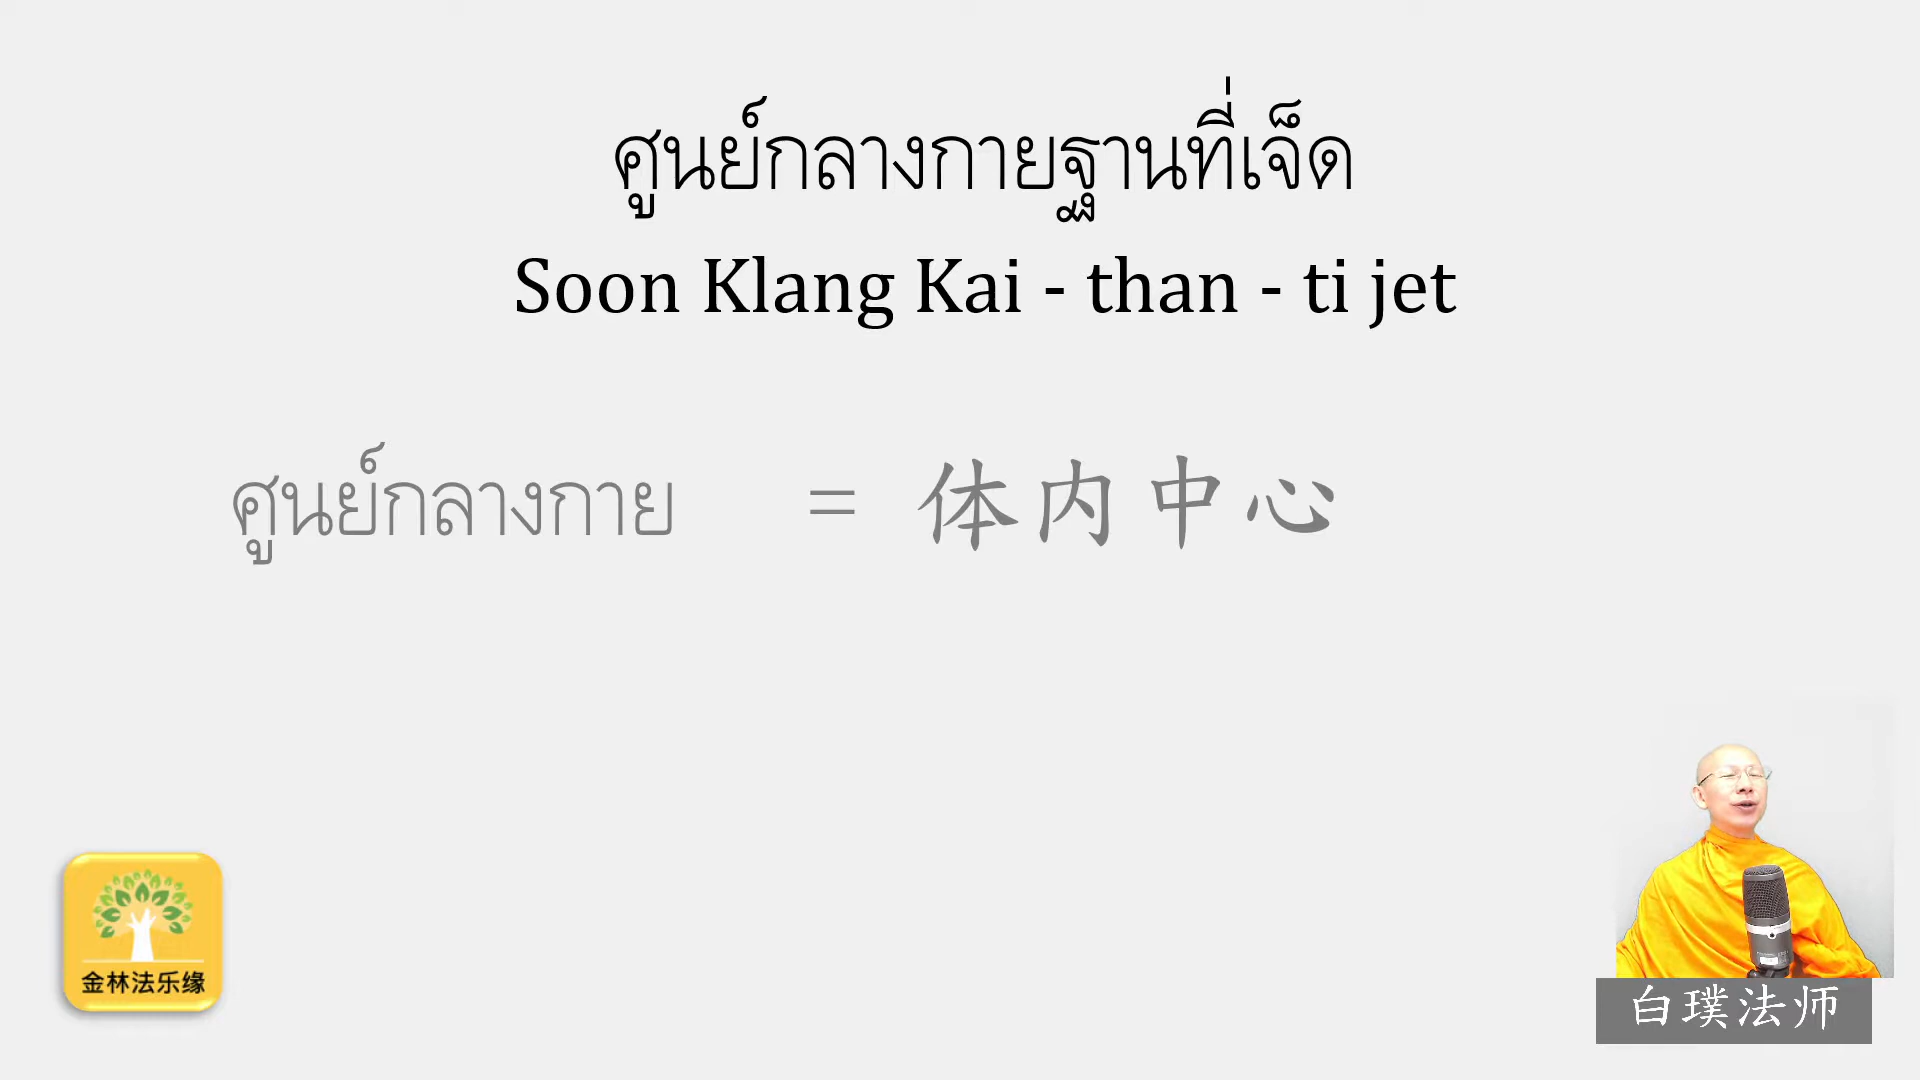 ศูนย์กลางกายฐานที่เจ็ด
Soon Klang Kai - than - ti jet
ศูนย์กลางกาย = 体内中心
金林法乐缘
白璞法师